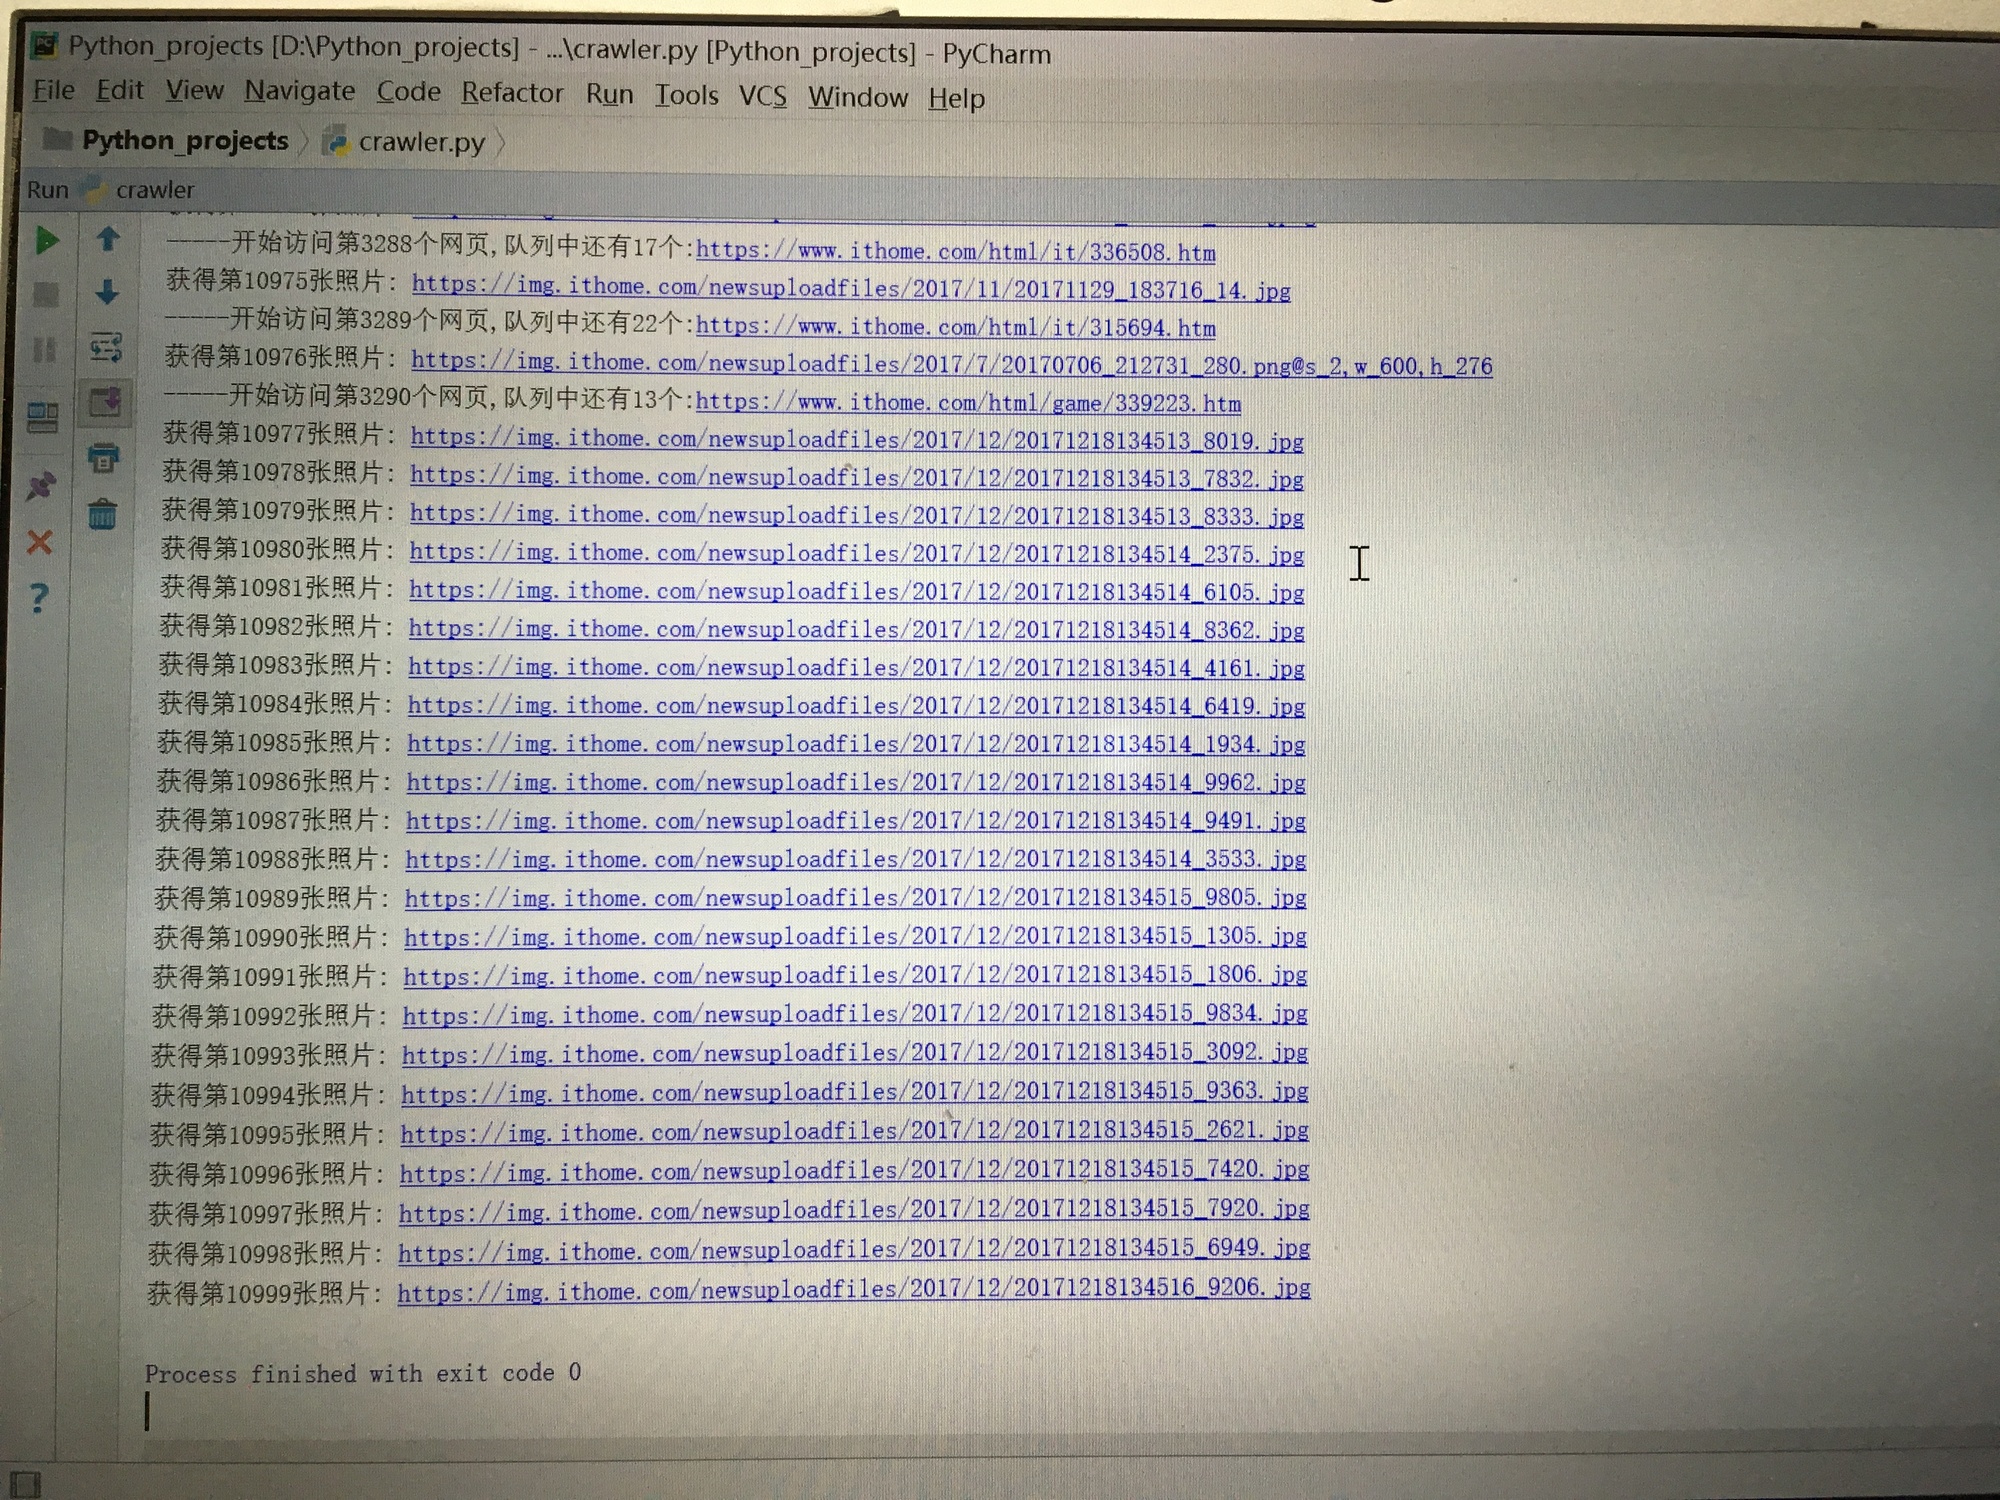 Python_projects [D:\Python_projects] - ...\crawler.py [Python_projects] - PyCharm
File Edit View Navigate Code Refactor Run Tools VCS Window Help
Python_projects crawler.py
Run crawler
-----开始访问第3288个网页,队列中还有17个:https://www.ithome.com/html/it/336508.htm
获得第10975张照片: https://img.ithome.com/newsuploadfiles/2017/11/20171129_183716_14.jpg
-----开始访问第3289个网页,队列中还有22个:https://www.ithome.com/html/it/315694.htm
获得第10976张照片: https://img.ithome.com/newsuploadfiles/2017/7/20170706_212731_280.png@s_2,w_600,h_276
-----开始访问第3290个网页,队列中还有13个:https://www.ithome.com/html/game/339223.htm
获得第10977张照片: https://img.ithome.com/newsuploadfiles/2017/12/20171218134513_8019.jpg
获得第10978张照片: https://img.ithome.com/newsuploadfiles/2017/12/20171218134513_7832.jpg
获得第10979张照片: https://img.ithome.com/newsuploadfiles/2017/12/20171218134513_8333.jpg
获得第10980张照片: https://img.ithome.com/newsuploadfiles/2017/12/20171218134514_2375.jpg
获得第10981张照片: https://img.ithome.com/newsuploadfiles/2017/12/20171218134514_6105.jpg
获得第10982张照片: https://img.ithome.com/newsuploadfiles/2017/12/20171218134514_8362.jpg
获得第10983张照片: https://img.ithome.com/newsuploadfiles/2017/12/20171218134514_4161.jpg
获得第10984张照片: https://img.ithome.com/newsuploadfiles/2017/12/20171218134514_6419.jpg
获得第10985张照片: https://img.ithome.com/newsuploadfiles/2017/12/20171218134514_1934.jpg
获得第10986张照片: https://img.ithome.com/newsuploadfiles/2017/12/20171218134514_9962.jpg
获得第10987张照片: https://img.ithome.com/newsuploadfiles/2017/12/20171218134514_9491.jpg
获得第10988张照片: https://img.ithome.com/newsuploadfiles/2017/12/20171218134514_3533.jpg
获得第10989张照片: https://img.ithome.com/newsuploadfiles/2017/12/20171218134515_9805.jpg
获得第10990张照片: https://img.ithome.com/newsuploadfiles/2017/12/20171218134515_1305.jpg
获得第10991张照片: https://img.ithome.com/newsuploadfiles/2017/12/20171218134515_1806.jpg
获得第10992张照片: https://img.ithome.com/newsuploadfiles/2017/12/20171218134515_9834.jpg
获得第10993张照片: https://img.ithome.com/newsuploadfiles/2017/12/20171218134515_3092.jpg
获得第10994张照片: https://img.ithome.com/newsuploadfiles/2017/12/20171218134515_9363.jpg
获得第10995张照片: https://img.ithome.com/newsuploadfiles/2017/12/20171218134515_2621.jpg
获得第10996张照片: https://img.ithome.com/newsuploadfiles/2017/12/20171218134515_7420.jpg
获得第10997张照片: https://img.ithome.com/newsuploadfiles/2017/12/20171218134515_7920.jpg
获得第10998张照片: https://img.ithome.com/newsuploadfiles/2017/12/20171218134515_6949.jpg
获得第10999张照片: https://img.ithome.com/newsuploadfiles/2017/12/20171218134516_9206.jpg
Process finished with exit code 0